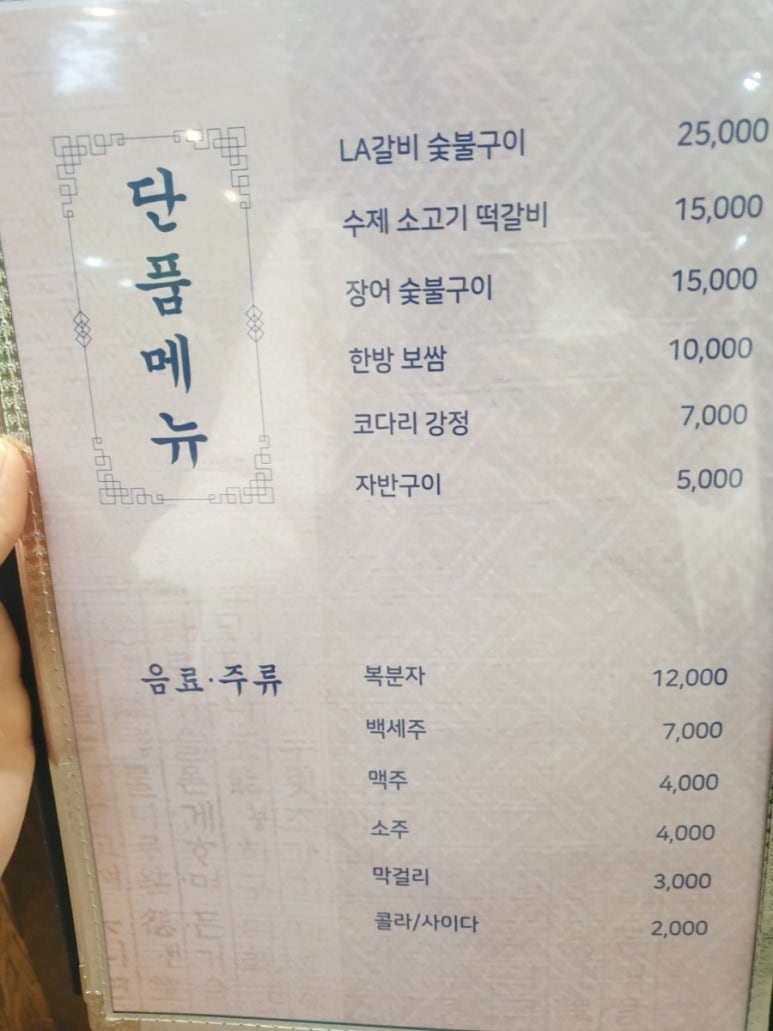 단품메뉴
LA갈비 숯불구이 25,000
수제 소고기 떡갈비 15,000
장어 숯불구이 15,000
한방 보쌈 10,000
코다리 강정 7,000
자반구이 5,000
음료·주류
복분자 12,000
백세주 7,000
맥주 4,000
소주 4,000
막걸리 3,000
콜라/사이다 2,000